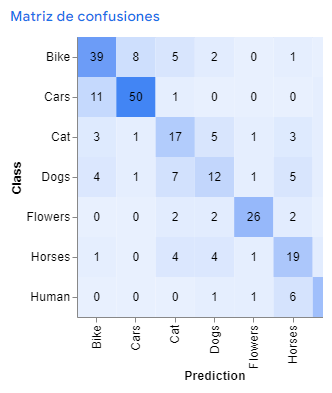 Matriz de confusiones
Bike 39 8 5 2 0 1
Cars 11 50 1 0 0 0
Cat 3 1 17 5 1 3
Dogs 4 1 7 12 1 5
Flowers 0 0 2 2 26 2
Horses 1 0 4 4 1 19
Human 0 0 0 1 1 6
Class
Bike Cars Cat Dogs Flowers Horses
Prediction